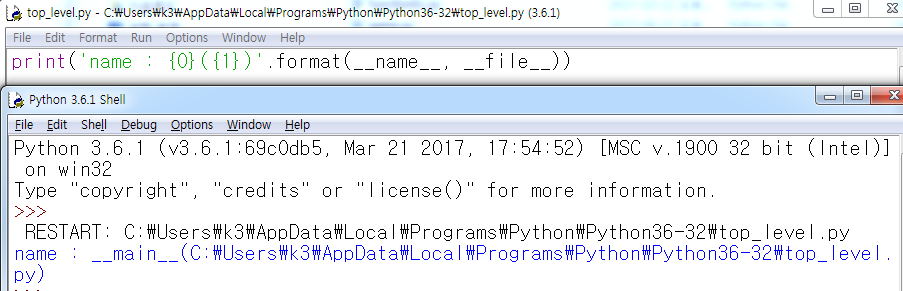 top_level.py - C:₩Users₩k3₩AppData₩Local₩Programs₩Python₩Python36-32₩top_level.py (3.6.1)
File Edit Format Run Options Window Help
print('name : {0}({1})'.format(__name__, __file__))
Python 3.6.1 Shell
File Edit Shell Debug Options Window Help
Python 3.6.1 (v3.6.1:69c0db5, Mar 21 2017, 17:54:52) [MSC v.1900 32 bit (Intel)]
on win32
Type "copyright", "credits" or "license()" for more information.
>>>
RESTART: C:₩Users₩k3₩AppData₩Local₩Programs₩Python₩Python36-32₩top_level.py
name : __main__(C:₩Users₩k3₩AppData₩Local₩Programs₩Python₩Python36-32₩top_level.
py)
>>>